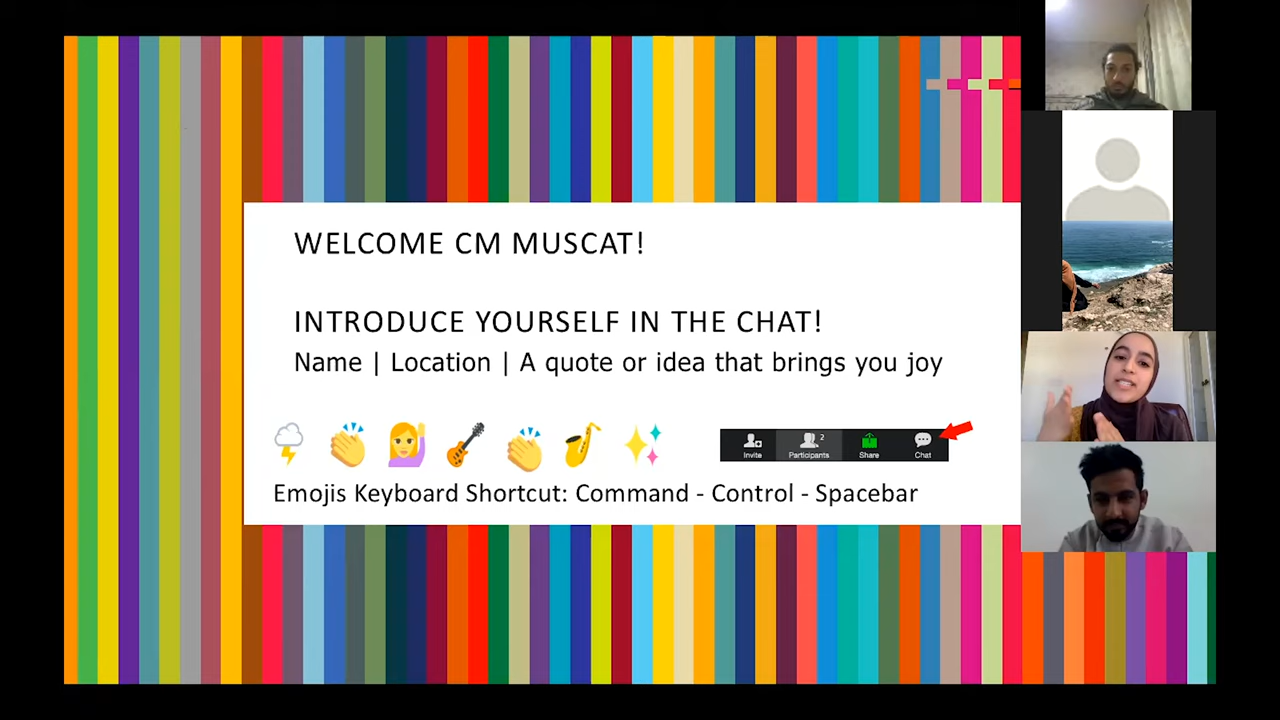 WELCOME CM MUSCAT!
INTRODUCE YOURSELF IN THE CHAT!
Name | Location | A quote or idea that brings you joy
2
Invite Participants Share Chat
Emojis Keyboard Shortcut: Command - Control - Spacebar